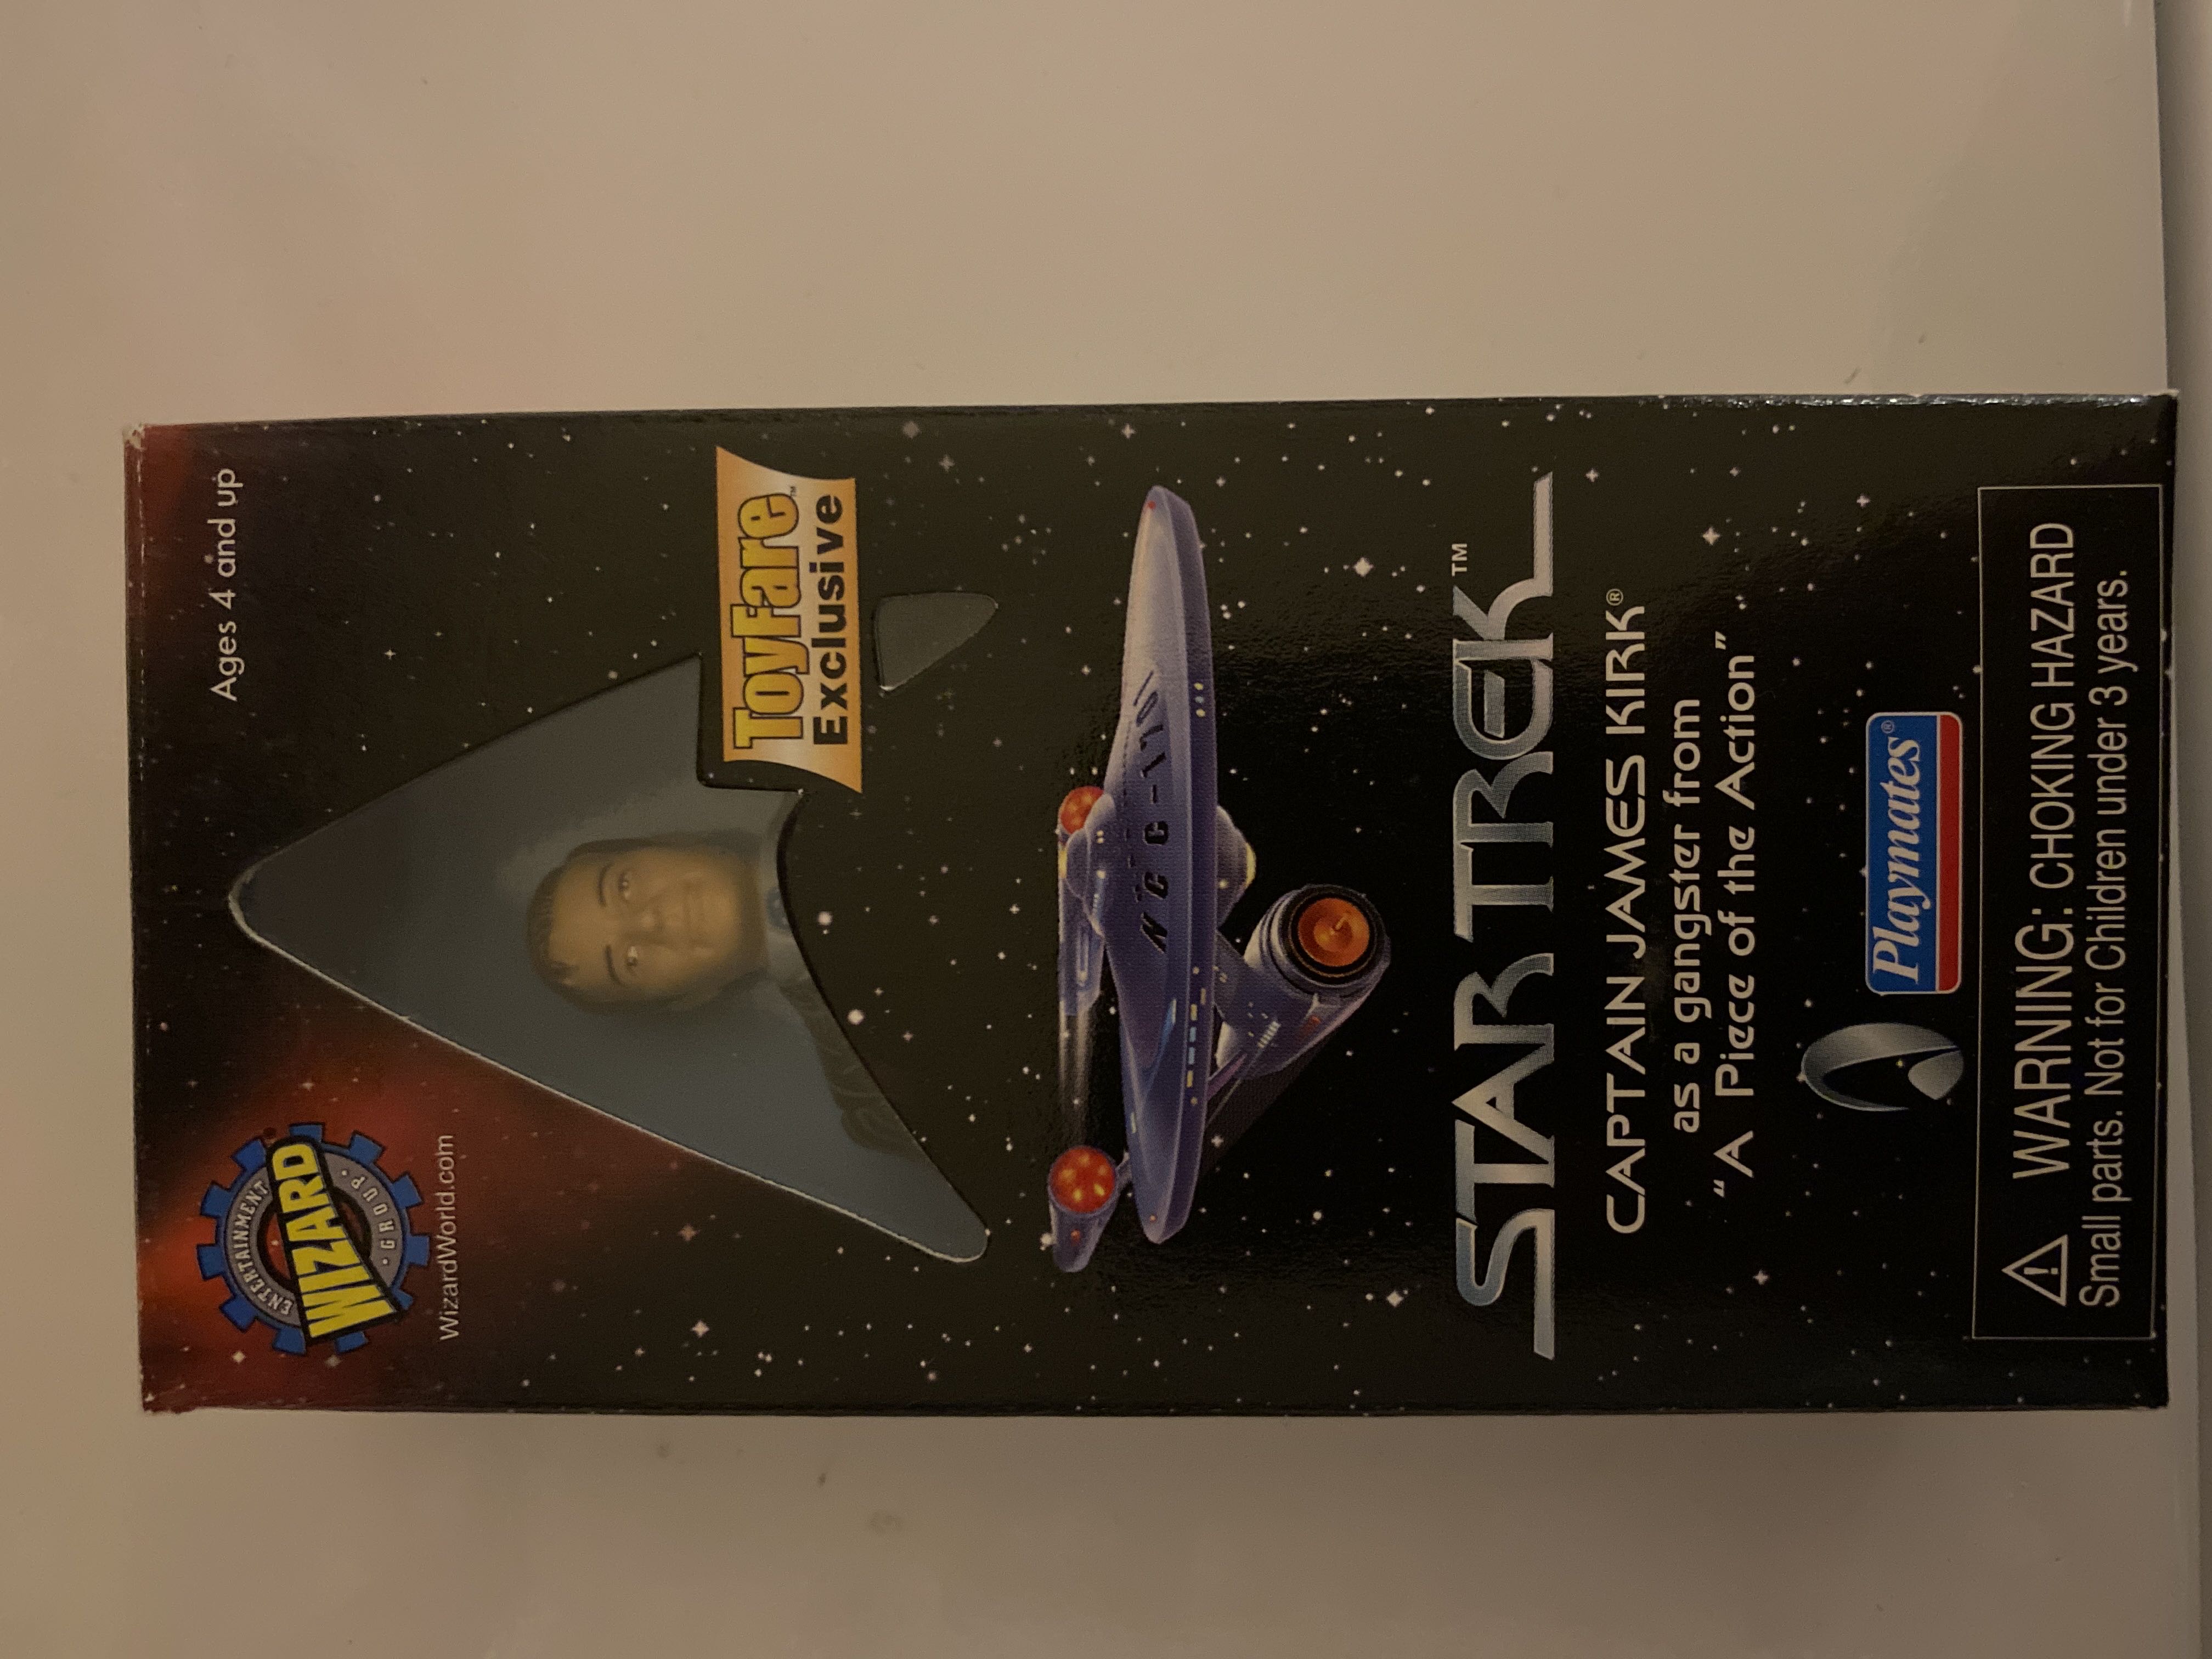 ENTERTAINMENT
WIZARD
GROUP
WizardWorld.com
Ages 4 and up
ToyFare™
Exclusive
NCC-1701
STAR TREK™
CAPTAIN JAMES KIRK®
as a gangster from
“A Piece of the Action”
Playmates®
⚠ WARNING: CHOKING HAZARD
Small parts. Not for Children under 3 years.